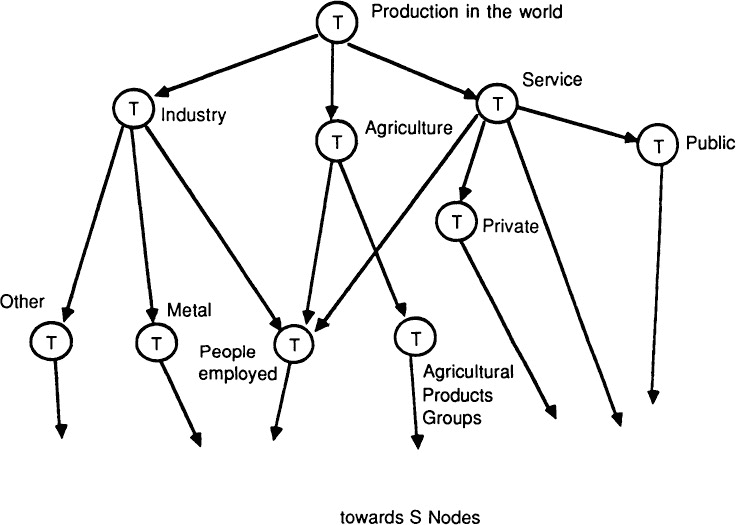 T
Production in the world
T
Industry
T
Agriculture
T
Service
T
Public
T
Private
Other
T
Metal
T
People
employed
T
T
Agricultural
Products
Groups
towards S Nodes